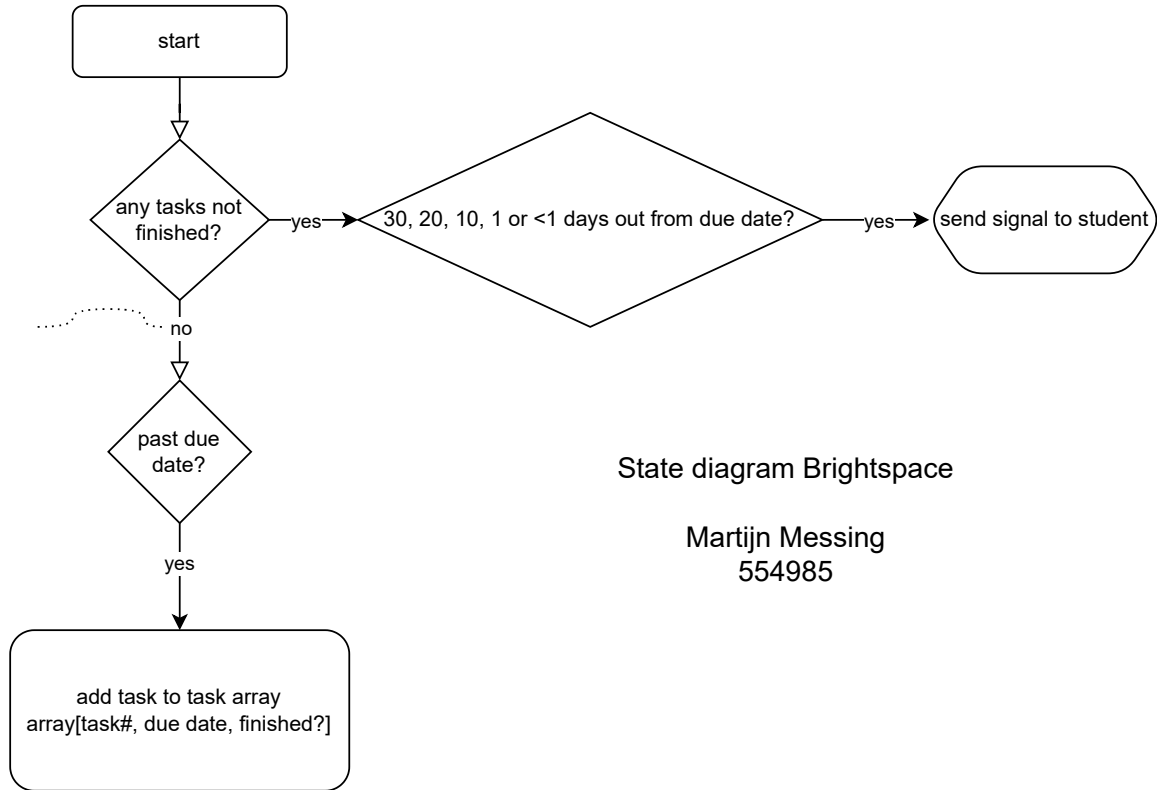 start
any tasks not
finished?
yes
30, 20, 10, 1 or <1 days out from due date?
yes
send signal to student
no
past due
date?
yes
add task to task array
array[task#, due date, finished?]
State diagram Brightspace
Martijn Messing
554985